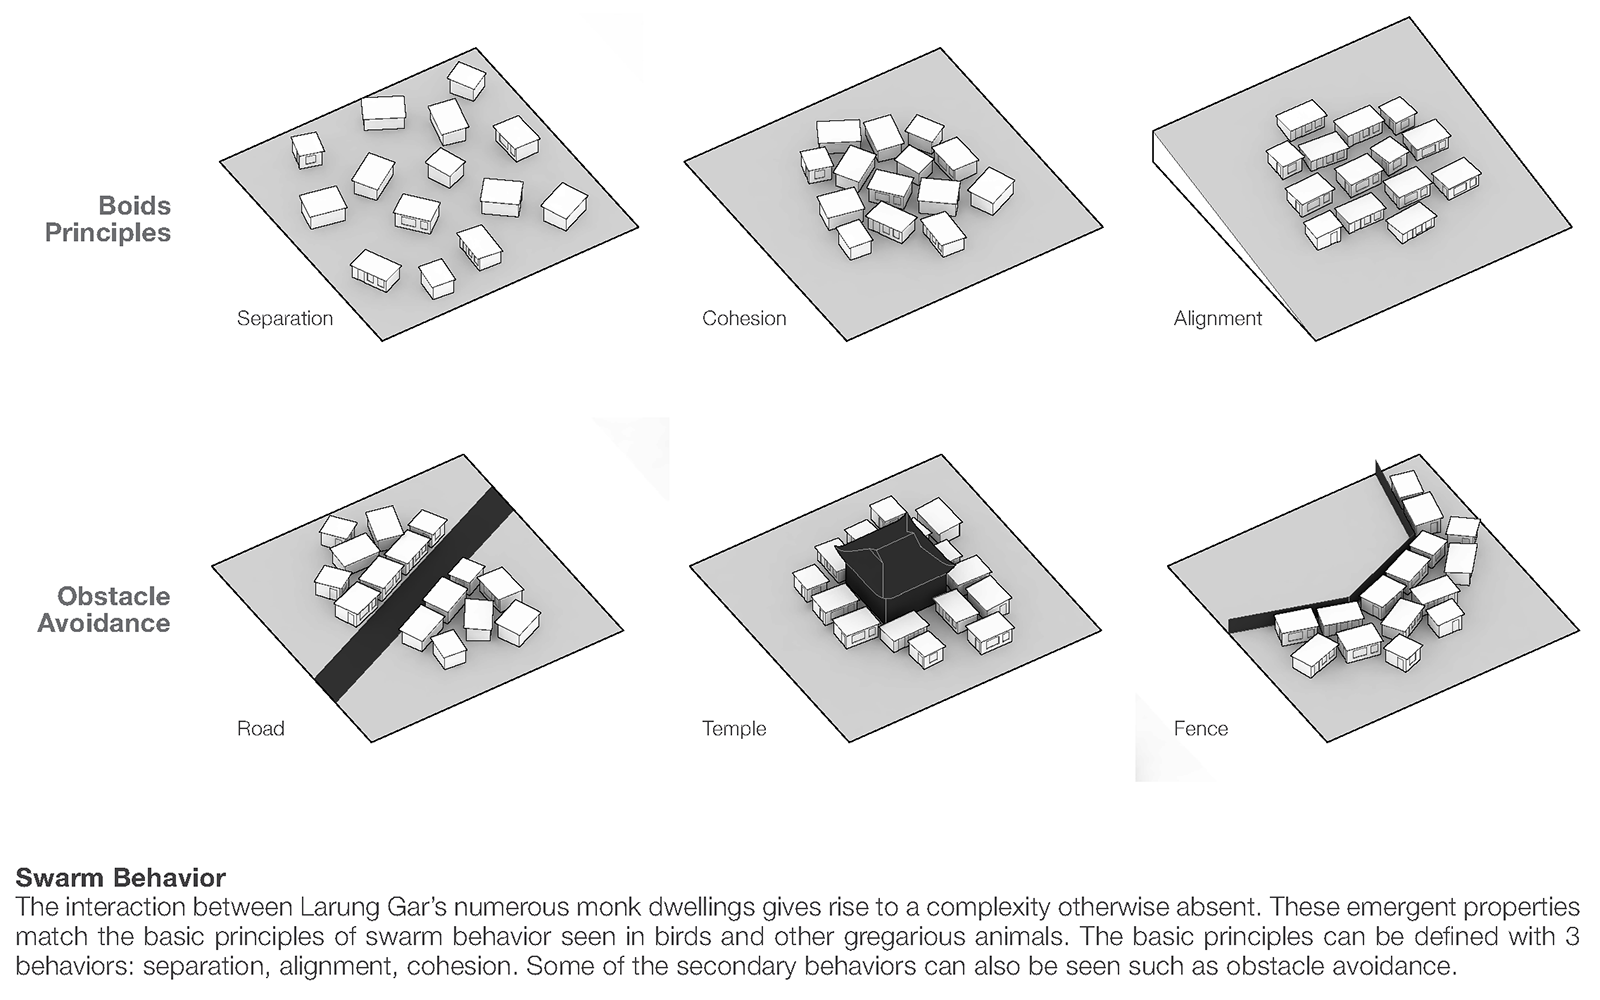 Boids
Principles
Separation
Cohesion
Alignment
Obstacle
Avoidance
Road
Temple
Fence
Swarm Behavior
The interaction between Larung Gar's numerous monk dwellings gives rise to a complexity otherwise absent. These emergent properties
match the basic principles of swarm behavior seen in birds and other gregarious animals. The basic principles can be defined with 3
behaviors: separation, alignment, cohesion. Some of the secondary behaviors can also be seen such as obstacle avoidance.